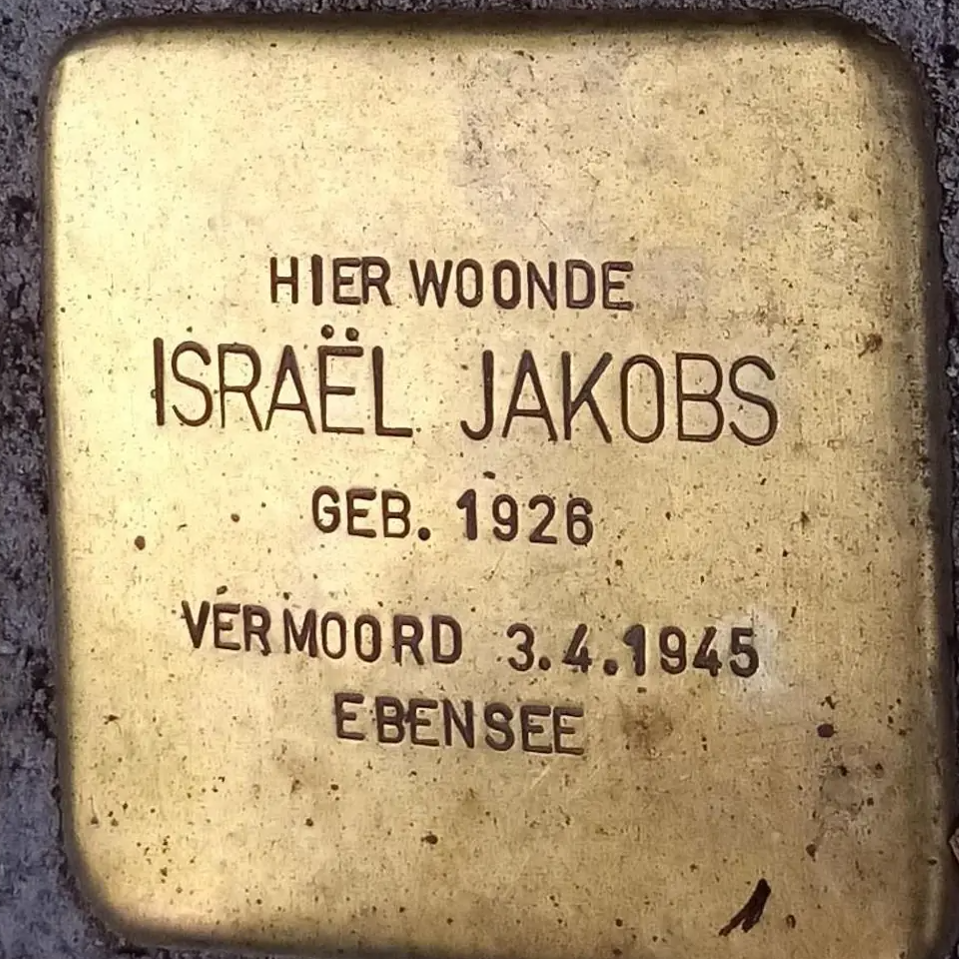 HIER WOONDE
ISRAËL JAKOBS
GEB. 1926
VERMOORD 3.4.1945
EBENSEE